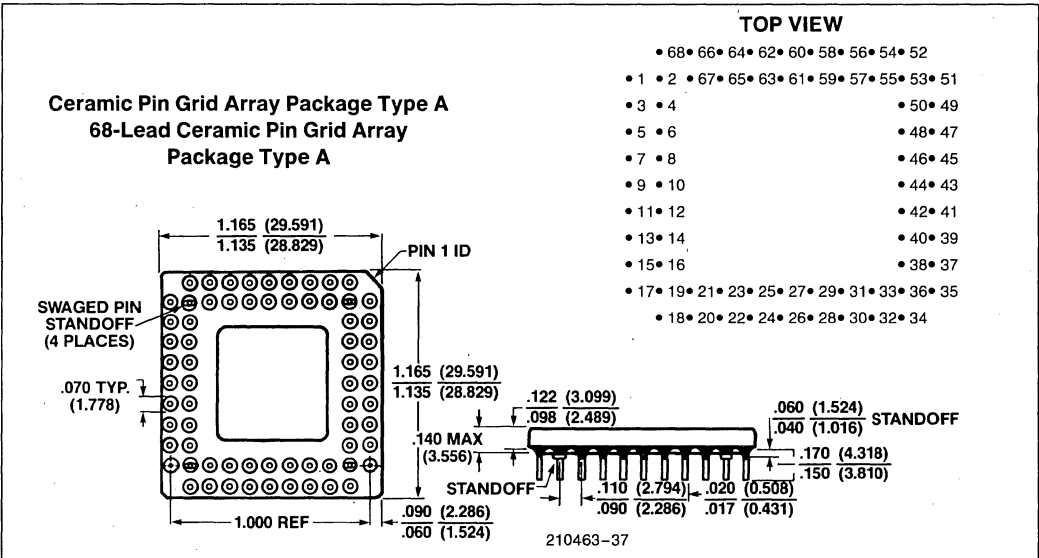 TOP VIEW
• 68• 66• 64• 62• 60• 58• 56• 54• 52
• 1 • 2 • 67• 65• 63• 61• 59• 57• 55• 53• 51
• 3 • 4 • 50• 49
• 5 • 6 • 48• 47
• 7 • 8 • 46• 45
• 9 • 10 • 44• 43
• 11• 12 • 42• 41
• 13• 14 • 40• 39
• 15• 16 • 38• 37
• 17• 19• 21• 23• 25• 27• 29• 31• 33• 36• 35
• 18• 20• 22• 24• 26• 28• 30• 32• 34
Ceramic Pin Grid Array Package Type A
68-Lead Ceramic Pin Grid Array
Package Type A
1.165 (29.591)
1.135 (28.829)
PIN 1 ID
SWAGED PIN
STANDOFF
(4 PLACES)
.070 TYP.
(1.778)
1.165 (29.591)
1.135 (28.829)
1.000 REF
.090 (2.286)
.060 (1.524)
.122 (3.099)
.098 (2.489)
.140 MAX
(3.556)
STANDOFF
.110 (2.794)
.090 (2.286)
.020 (0.508)
.017 (0.431)
.060 (1.524)
.040 (1.016)
STANDOFF
.170 (4.318)
.150 (3.810)
210463-37